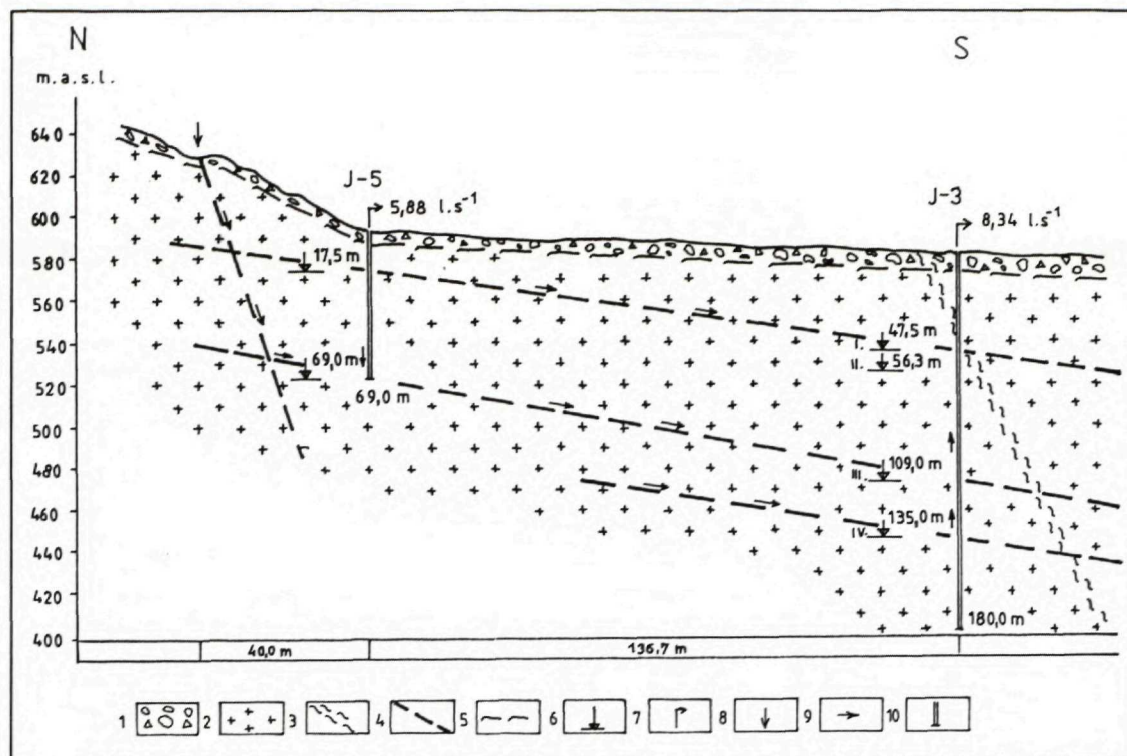 N
S
m.a.s.l.
640
620
600
580
560
540
520
500
480
460
440
420
400
J-5
5,88 l.s⁻¹
J-3
8,34 l.s⁻¹
17,5 m
69,0 m
69,0 m
47,5 m
II. 56,3 m
III. 109,0 m
IV. 135,0 m
180,0 m
40,0 m
136,7 m
1 2 3 4 5 6 7 8 9 10